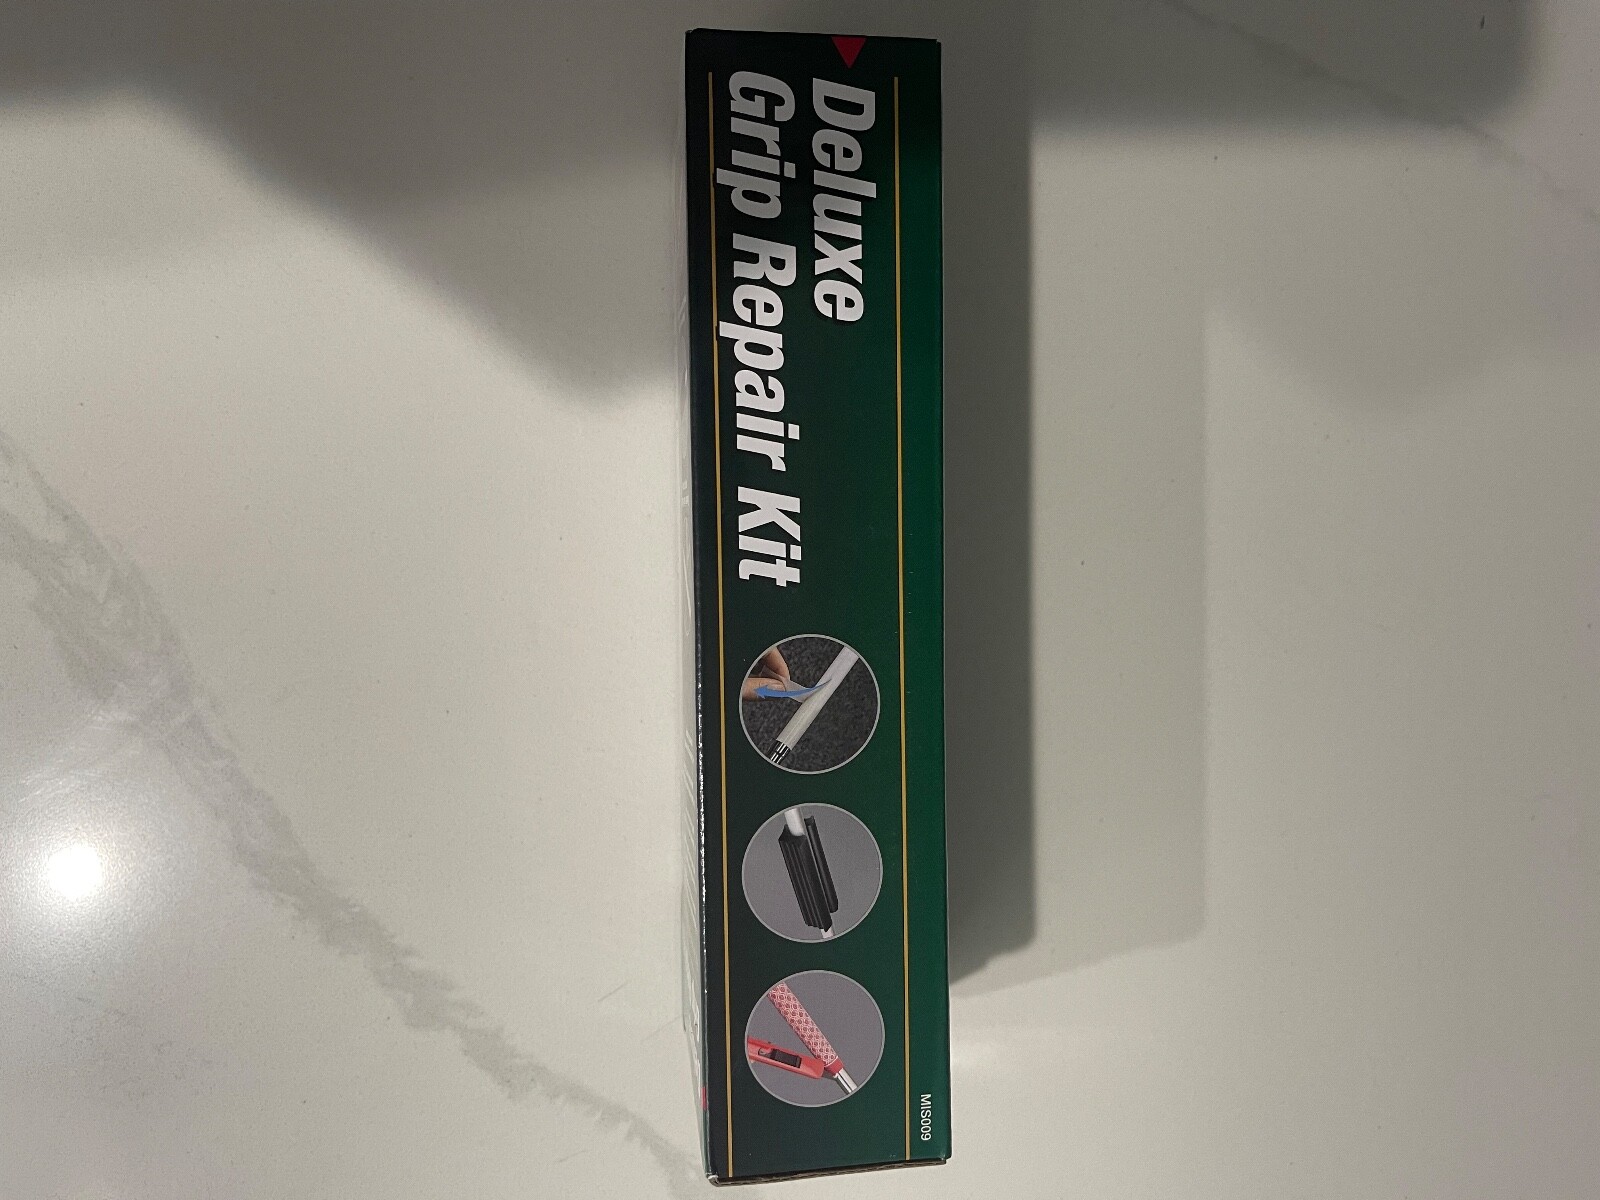 Deluxe
Grip Repair Kit
MIS009